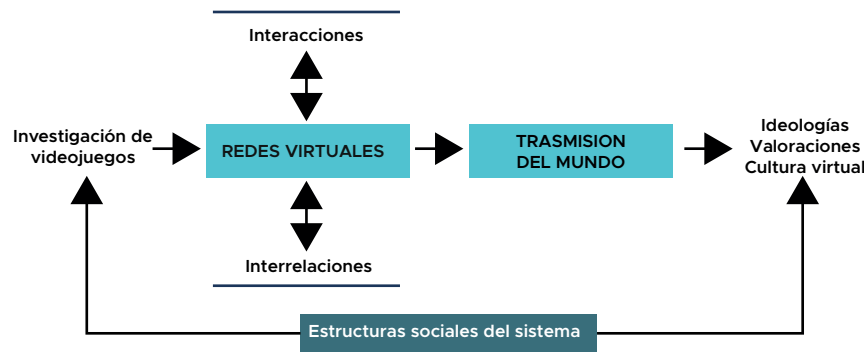 Interacciones
Investigación de
videojuegos
REDES VIRTUALES
TRASMISION
DEL MUNDO
Ideologías
Valoraciones
Cultura virtual
Interrelaciones
Estructuras sociales del sistema